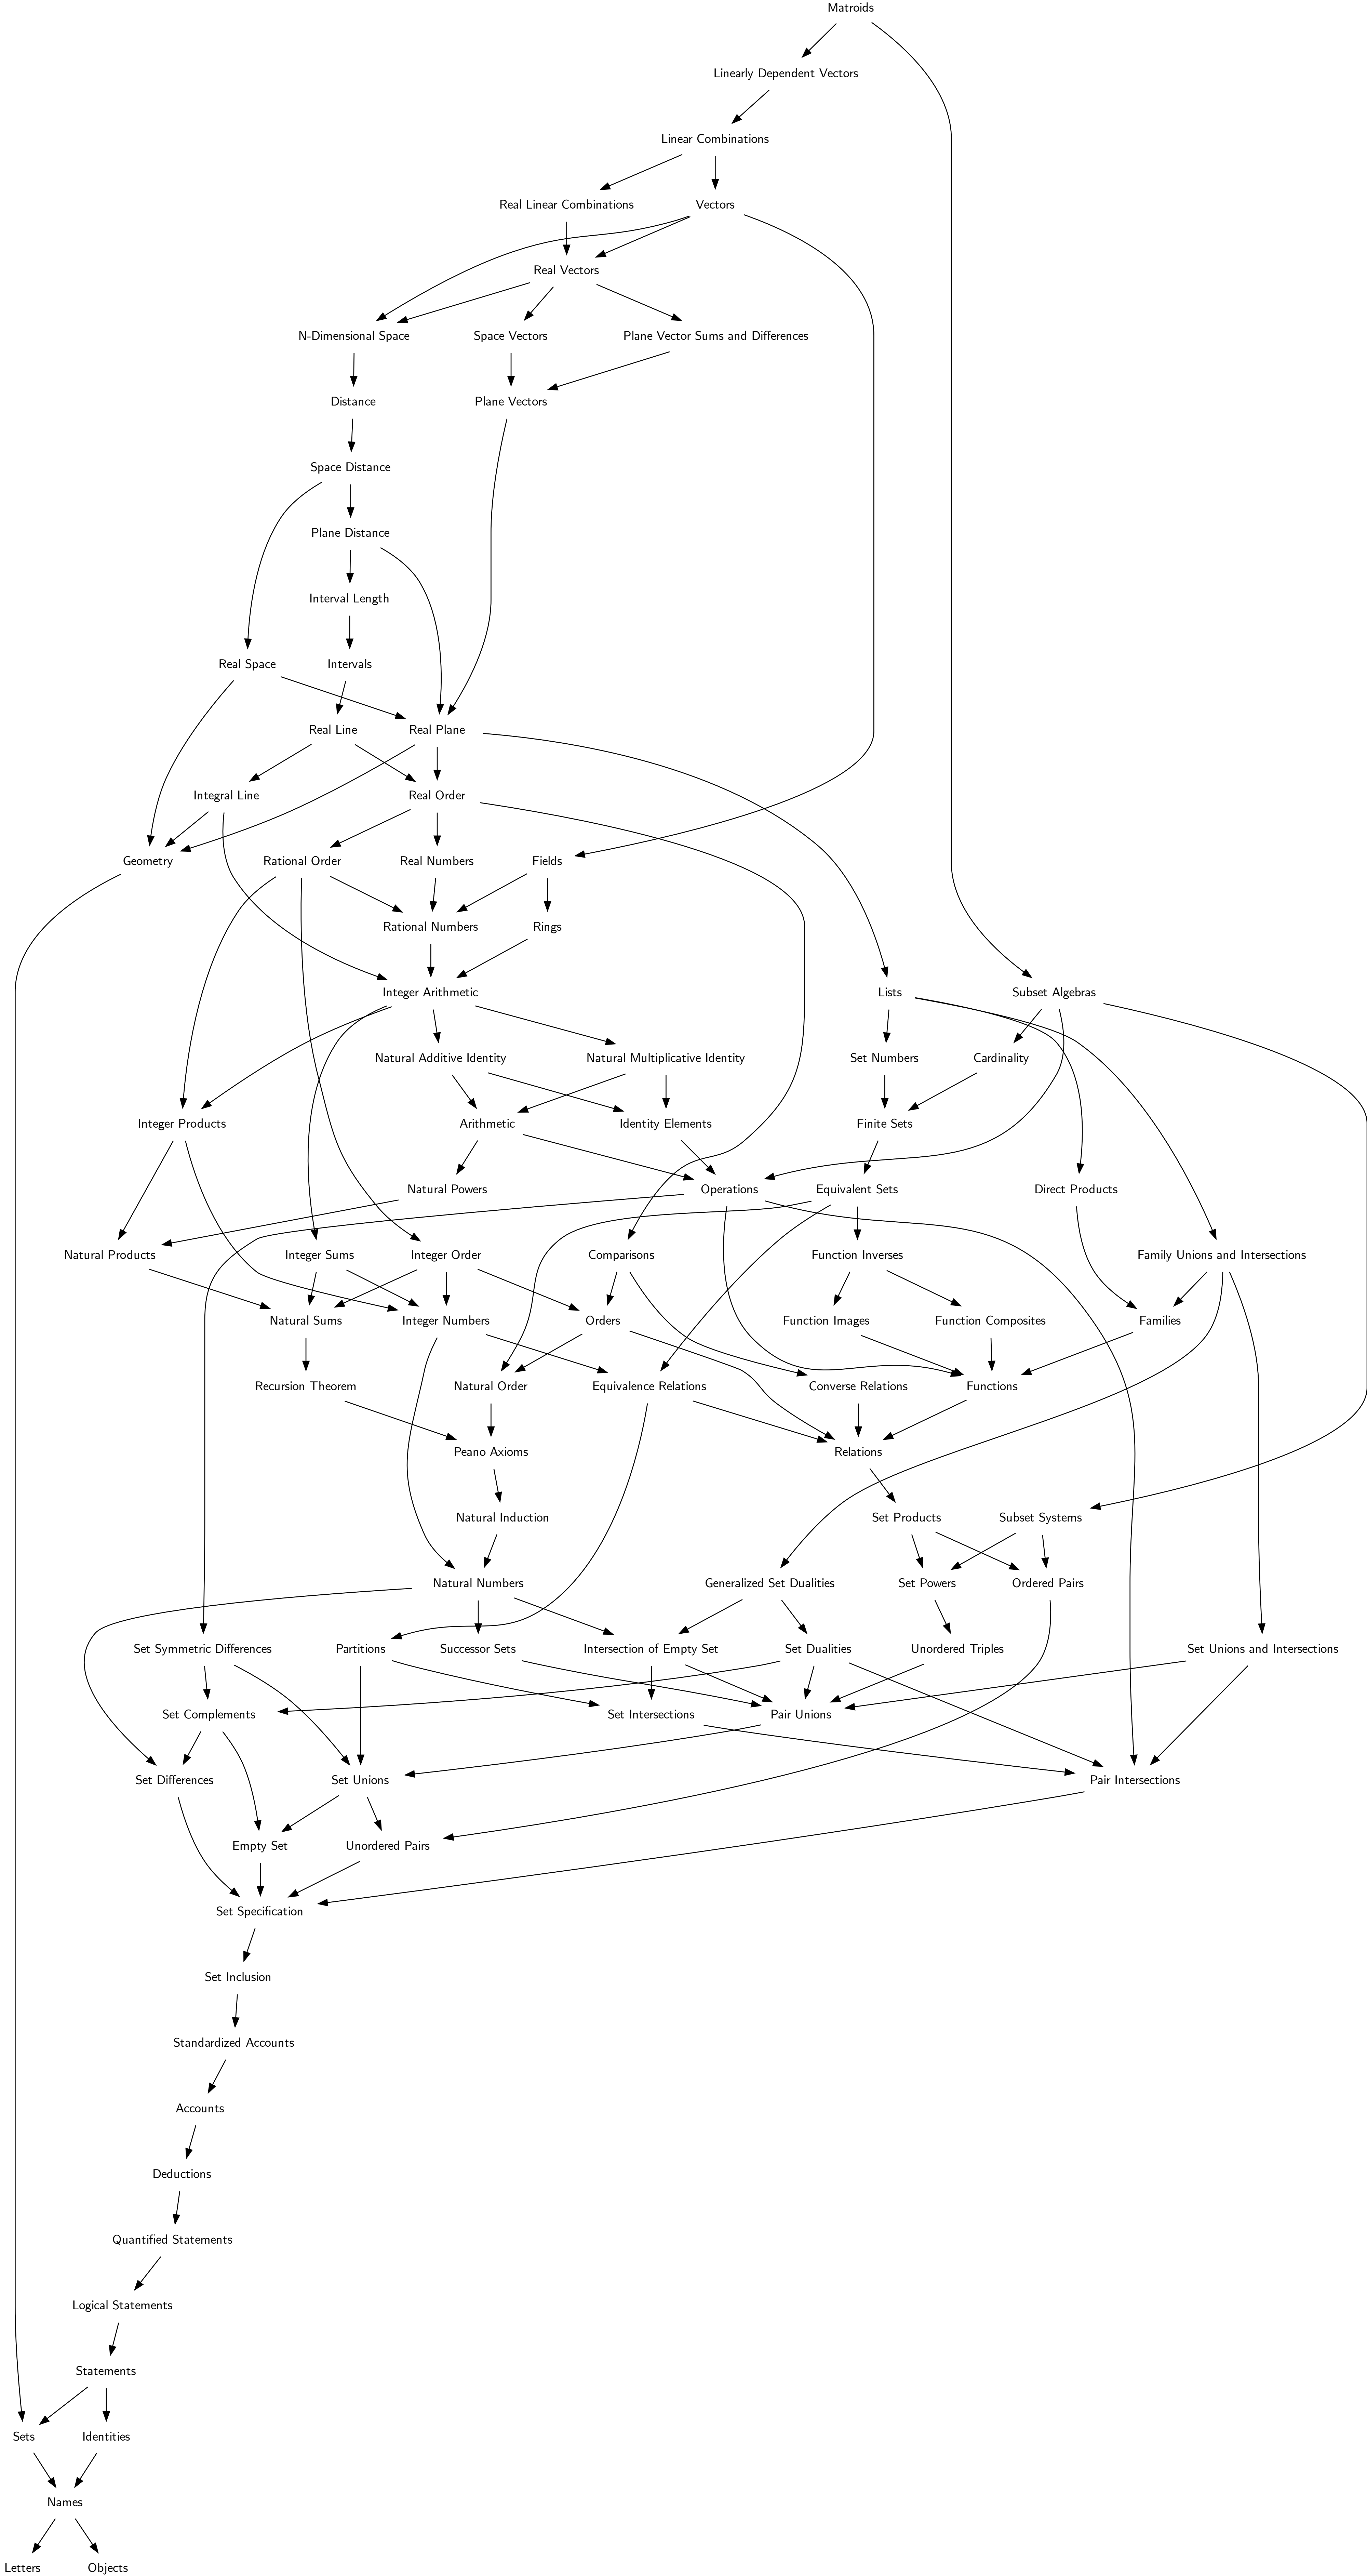 Matroids
Linearly Dependent Vectors
Linear Combinations
Real Linear Combinations
Vectors
Real Vectors
N-Dimensional Space
Space Vectors
Plane Vector Sums and Differences
Distance
Plane Vectors
Space Distance
Plane Distance
Interval Length
Real Space
Intervals
Real Line
Real Plane
Integral Line
Real Order
Geometry
Rational Order
Real Numbers
Fields
Rational Numbers
Rings
Integer Arithmetic
Lists
Subset Algebras
Natural Additive Identity
Natural Multiplicative Identity
Set Numbers
Cardinality
Integer Products
Arithmetic
Identity Elements
Finite Sets
Natural Powers
Operations
Equivalent Sets
Direct Products
Natural Products
Integer Sums
Integer Order
Comparisons
Function Inverses
Family Unions and Intersections
Natural Sums
Integer Numbers
Orders
Function Images
Function Composites
Families
Recursion Theorem
Natural Order
Equivalence Relations
Converse Relations
Functions
Peano Axioms
Relations
Natural Induction
Set Products
Subset Systems
Natural Numbers
Generalized Set Dualities
Set Powers
Ordered Pairs
Set Symmetric Differences
Partitions
Successor Sets
Intersection of Empty Set
Set Dualities
Unordered Triples
Set Unions and Intersections
Set Complements
Set Intersections
Pair Unions
Set Differences
Set Unions
Pair Intersections
Empty Set
Unordered Pairs
Set Specification
Set Inclusion
Standardized Accounts
Accounts
Deductions
Quantified Statements
Logical Statements
Statements
Sets
Identities
Names
Letters
Objects